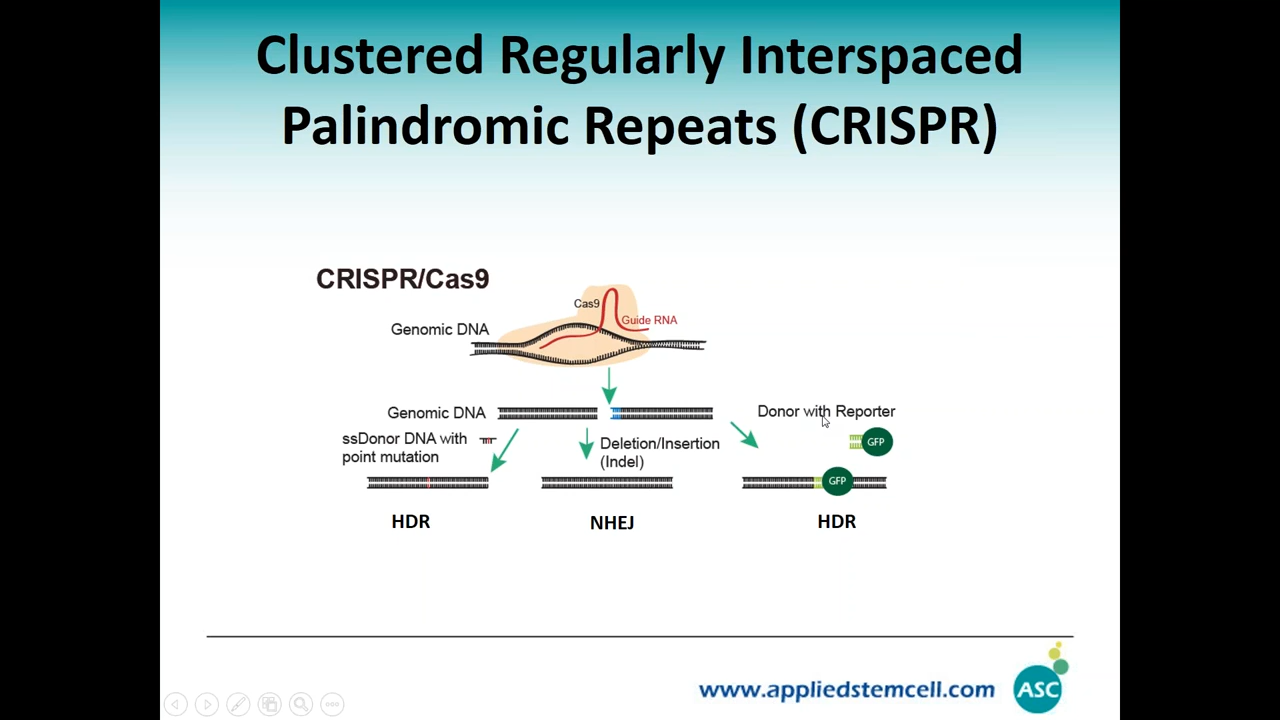 Clustered Regularly Interspaced
Palindromic Repeats (CRISPR)
CRISPR/Cas9
Cas9
Guide RNA
Genomic DNA
Genomic DNA
Donor with Reporter
ssDonor DNA with
point mutation
Deletion/Insertion
(Indel)
GFP
GFP
HDR
NHEJ
HDR
www.appliedstemcell.com
ASC